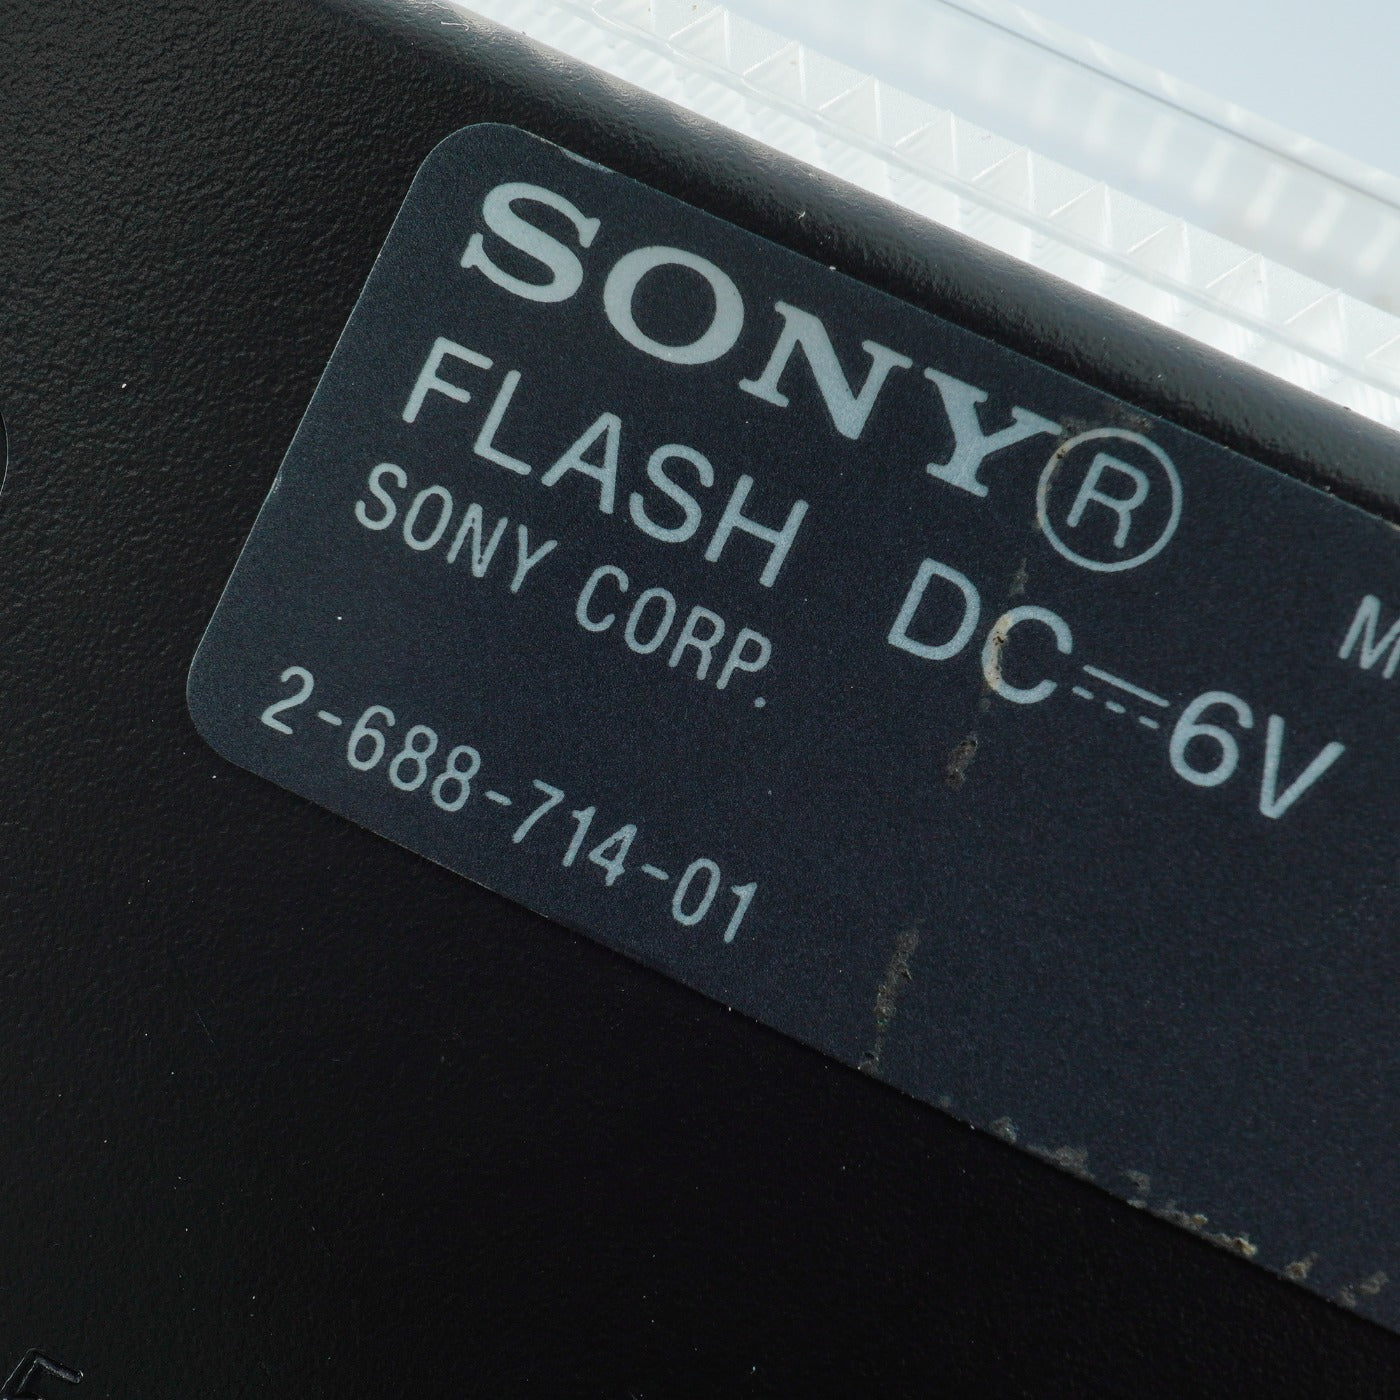 SONY®
FLASH DC⎓6V
SONY CORP.
2-688-714-01